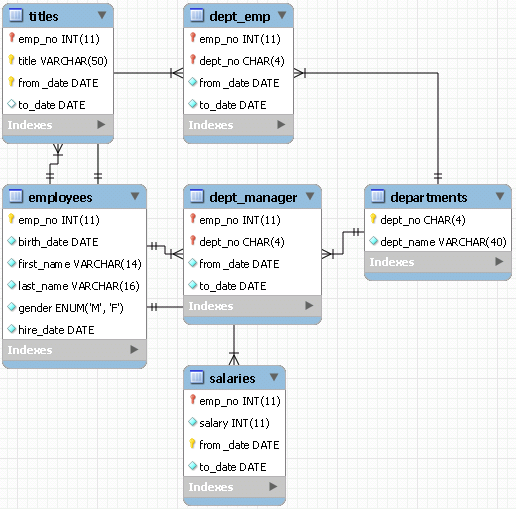 titles
emp_no INT(11)
title VARCHAR(50)
from_date DATE
to_date DATE
Indexes
dept_emp
emp_no INT(11)
dept_no CHAR(4)
from_date DATE
to_date DATE
Indexes
employees
emp_no INT(11)
birth_date DATE
first_name VARCHAR(14)
last_name VARCHAR(16)
gender ENUM('M', 'F')
hire_date DATE
Indexes
dept_manager
emp_no INT(11)
dept_no CHAR(4)
from_date DATE
to_date DATE
Indexes
departments
dept_no CHAR(4)
dept_name VARCHAR(40)
Indexes
salaries
emp_no INT(11)
salary INT(11)
from_date DATE
to_date DATE
Indexes